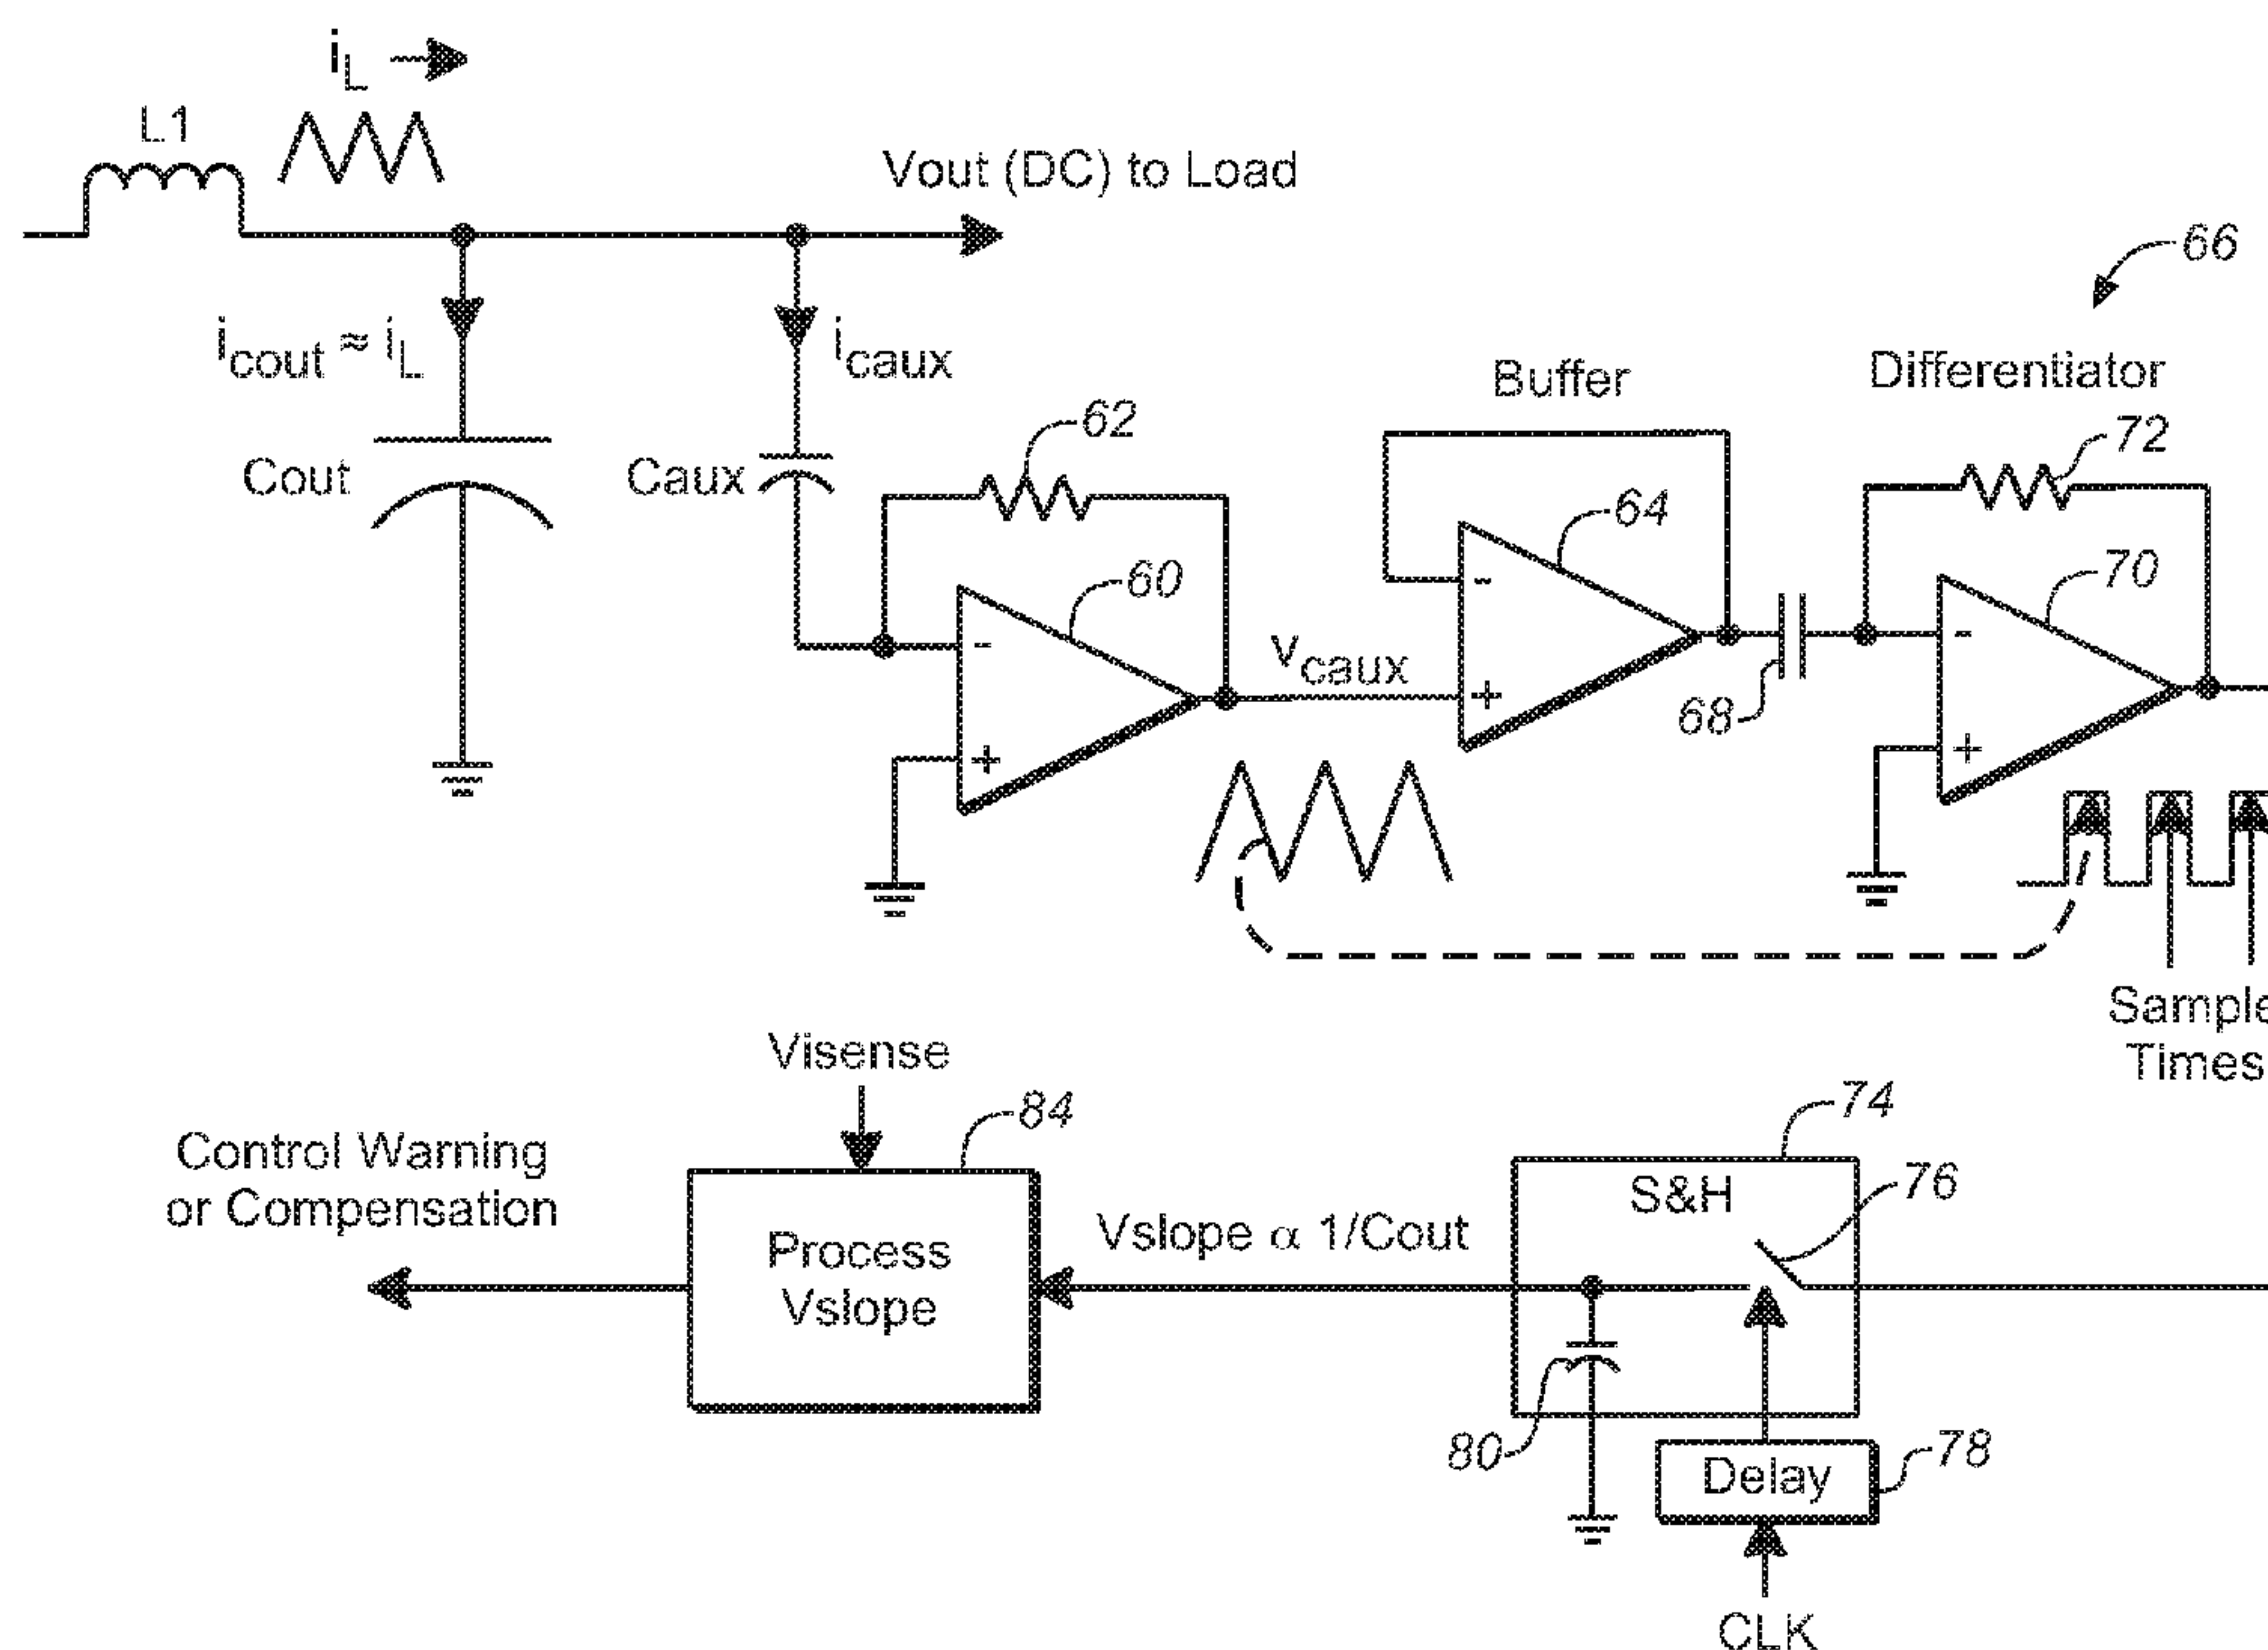 iL
L1
Vout (DC) to Load
66
icout ≈ iL
icaux
Buffer
Differentiator
62
72
Cout
Caux
64
60
70
-
-
-
vcaux
68
+
+
+
Sample
Times
Visense
84
74
Control Warning
or Compensation
S&H
76
Process
Vslope
Vslope α 1/Cout
80
Delay
78
CLK